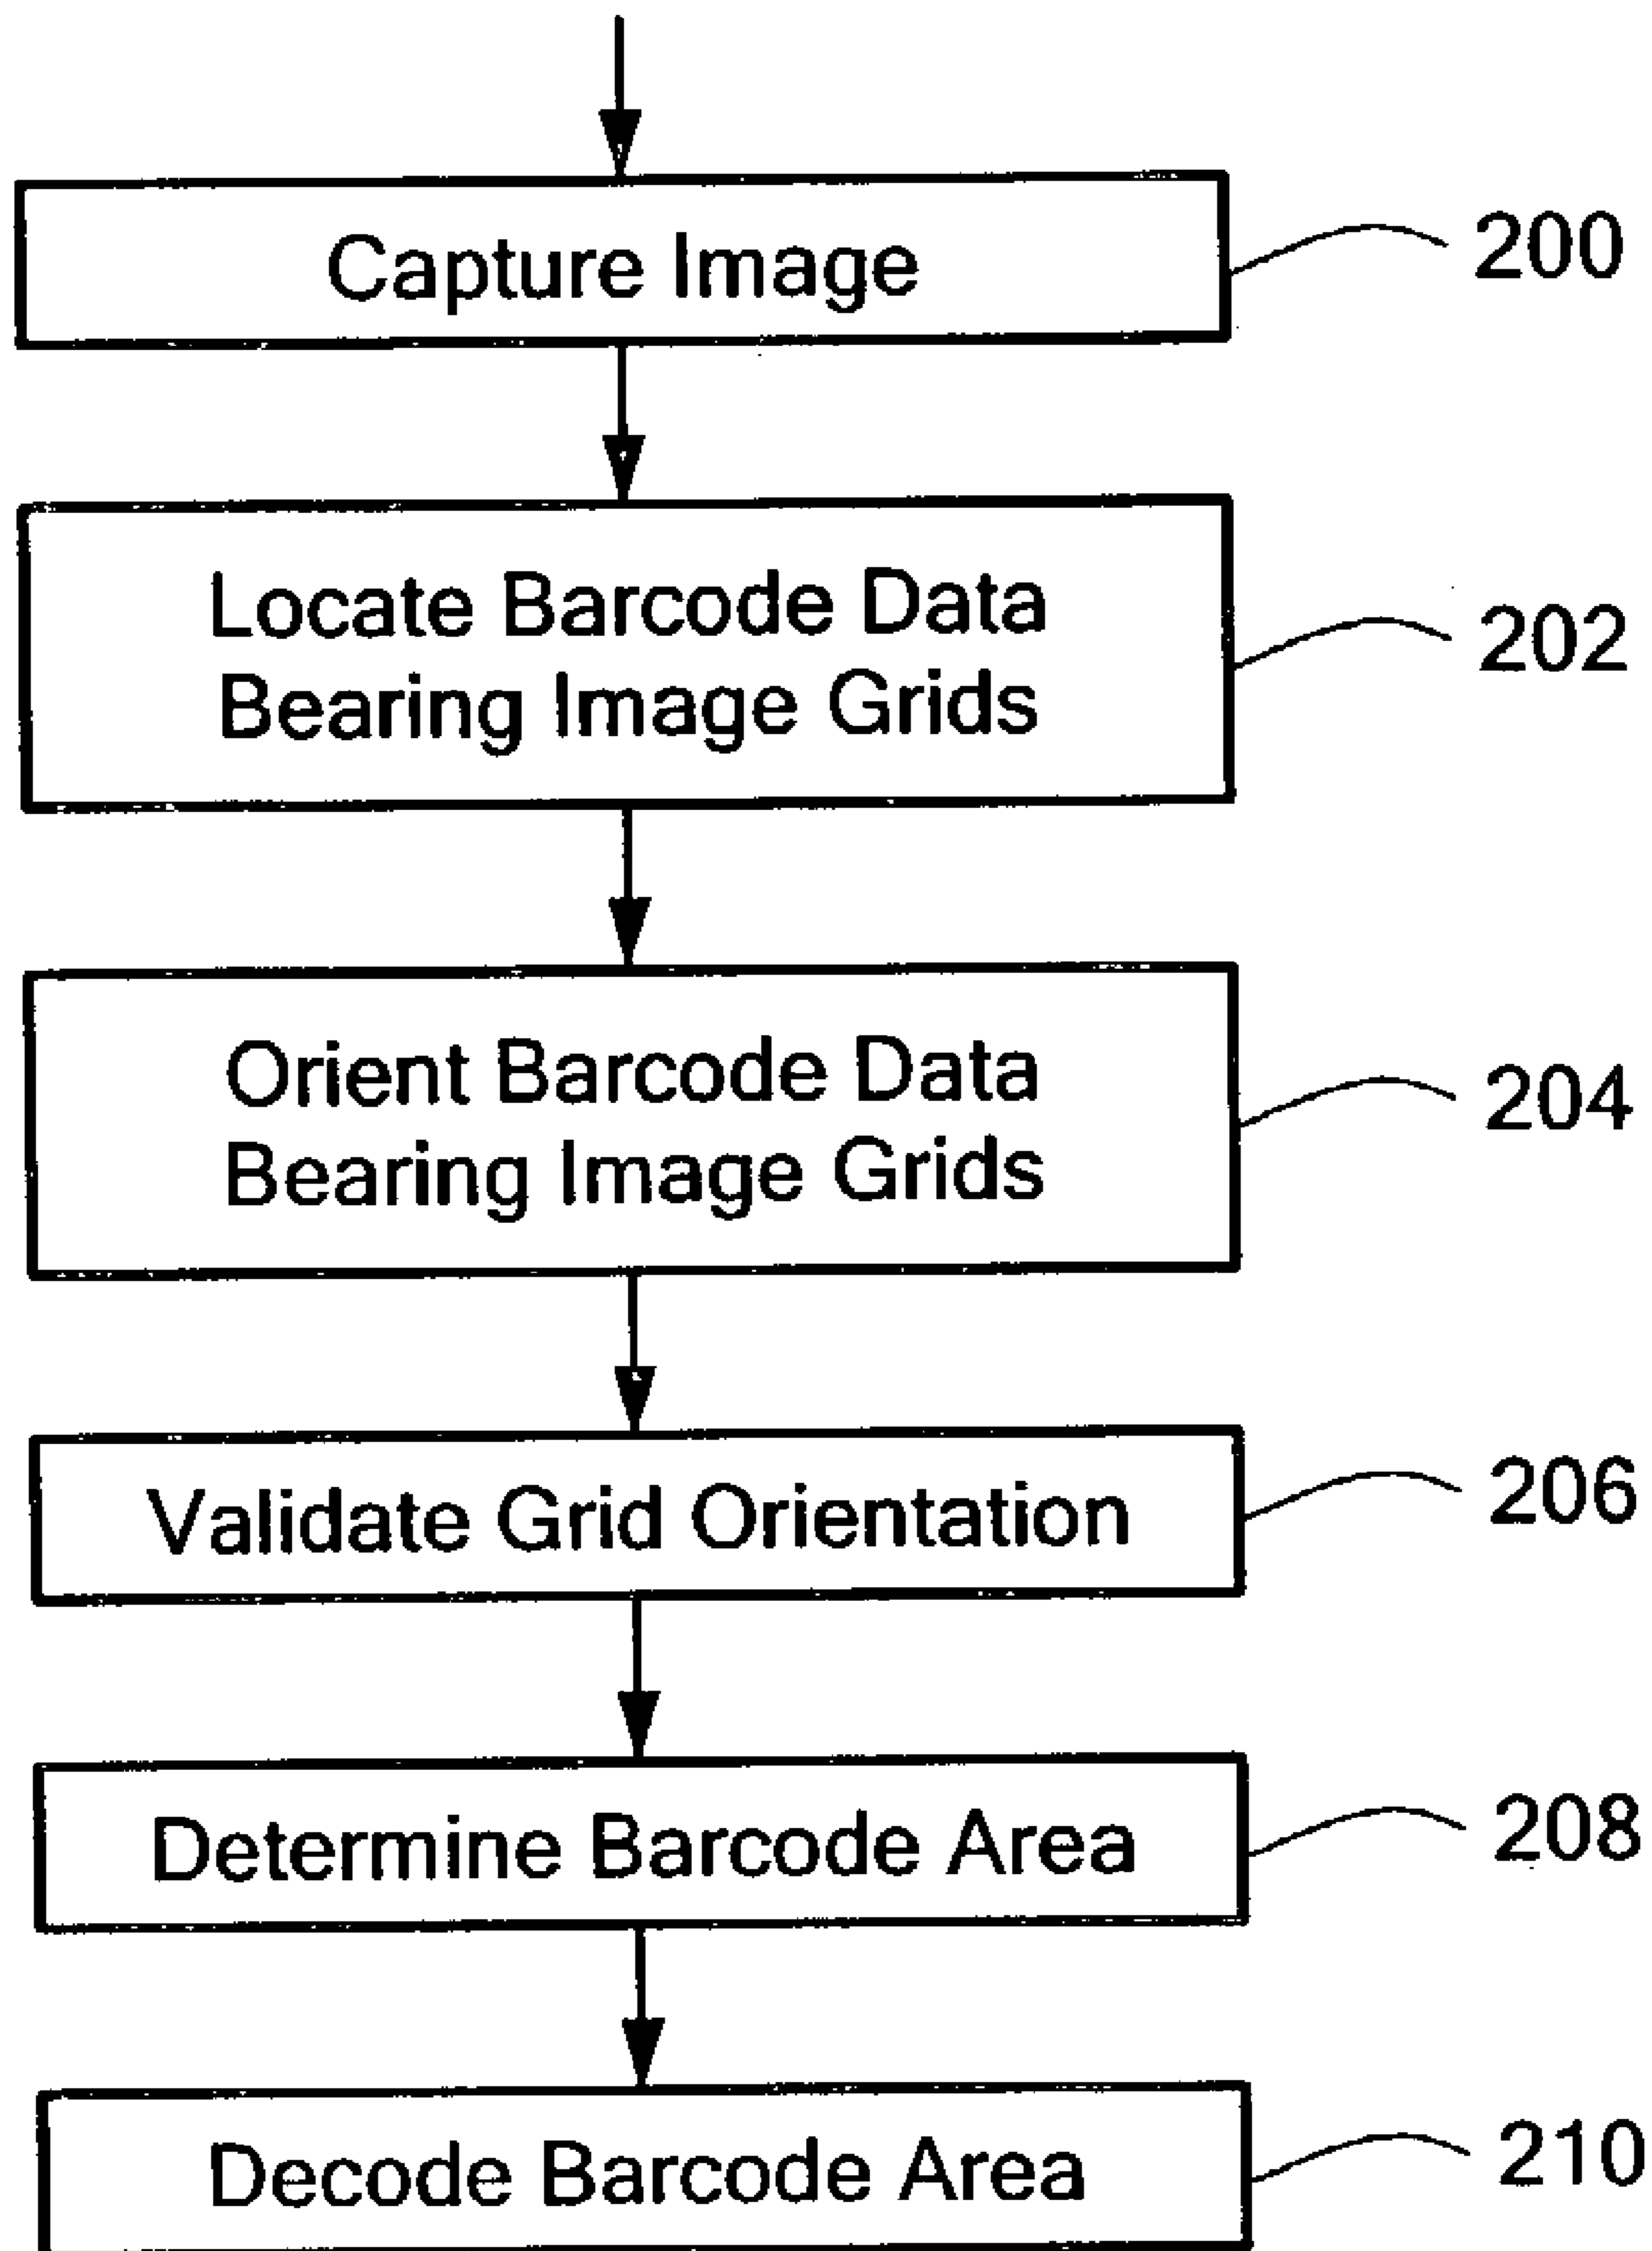 Capture Image
200
Locate Barcode Data
Bearing Image Grids
202
Orient Barcode Data
Bearing Image Grids
204
Validate Grid Orientation
206
Determine Barcode Area
208
Decode Barcode Area
210